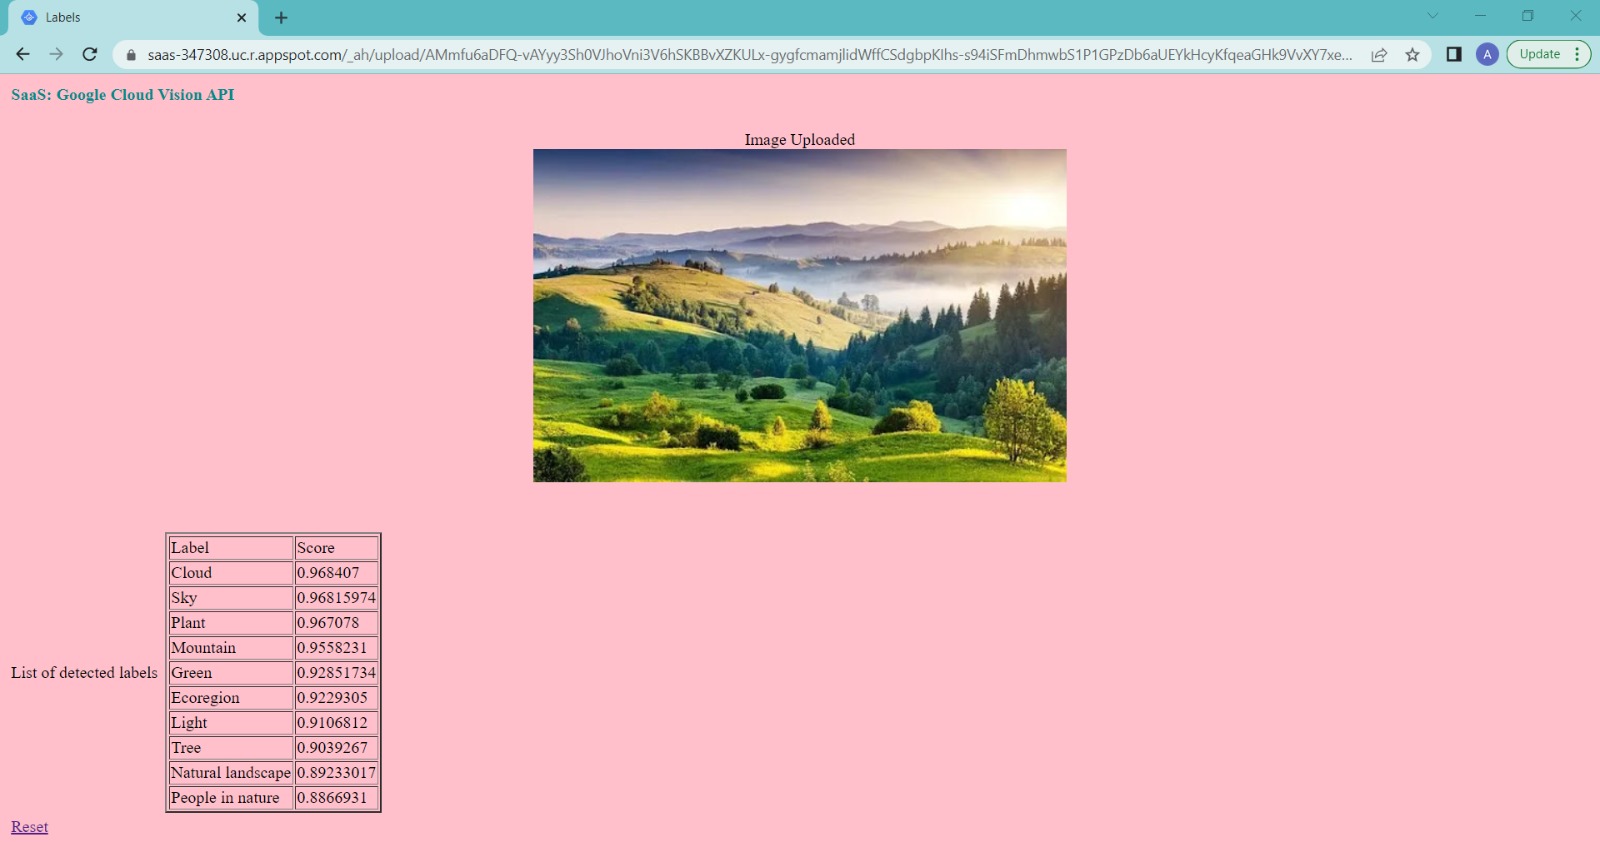 Labels
saas-347308.uc.r.appspot.com/_ah/upload/AMmfu6aDFQ-vAYyy3Sh0VJhoVni3V6hSKBBvXZKULx-gygfcmamjlidWffCSdgbpKIhs-s94iSFmDhmwbS1P1GPzDb6aUEYkHcyKfqeaGHk9VvXY7xe...
A
Update
SaaS: Google Cloud Vision API
Image Uploaded
List of detected labels
Label Score
Cloud 0.968407
Sky 0.96815974
Plant 0.967078
Mountain 0.9558231
Green 0.92851734
Ecoregion 0.9229305
Light 0.9106812
Tree 0.9039267
Natural landscape 0.89233017
People in nature 0.8866931
Reset